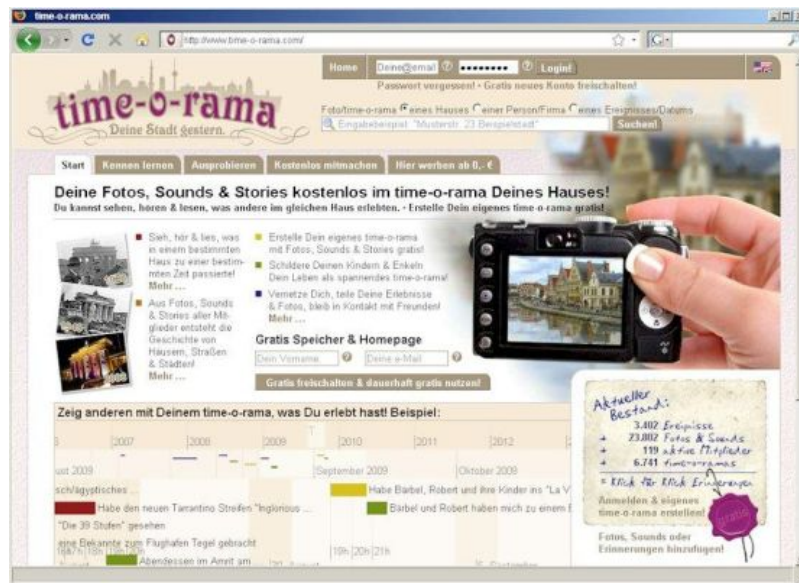 time-o-rama.com
http://www.time-o-rama.com/
Home
Deine@email
Login!
Passwort vergessen! · Gratis neues Konto freischalten!
time-o-rama
Deine Stadt gestern.
Foto/time-o-rama eines Hauses einer Person/Firma eines Ereignisses/Datums
Eingabebeispiel: "Musterstr. 23 Beispielstadt"
Suchen!
Start
Kennen lernen
Ausprobieren
Kostenlos mitmachen
Hier werben ab 0,- €
Deine Fotos, Sounds & Stories kostenlos im time-o-rama Deines Hauses!
Du kannst sehen, hören & lesen, was andere im gleichen Haus erlebten. · Erstelle Dein eigenes time-o-rama gratis!
Sieh, hör & lies, was
in einem bestimmten
Haus zu einer bestim-
mten Zeit passierte!
Mehr ...
Aus Fotos, Sounds
& Stories aller Mit-
glieder entsteht die
Geschichte von
Häusern, Straßen
& Städten!
Mehr ...
Erstelle Dein eigenes time-o-rama
mit Fotos, Sounds & Stories gratis!
Schildere Deinen Kindern & Enkeln
Dein Leben als spannendes time-o-rama!
Vernetze Dich, teile Deine Erlebnisse
& Fotos, bleib in Kontakt mit Freunden!
Mehr ...
Gratis Speicher & Homepage
Dein Vorname
Deine e-Mail
Gratis freischalten & dauerhaft gratis nutzen!
Zeig anderen mit Deinem time-o-rama, was Du erlebt hast! Beispiel:
2007 2008 2009 2010 2011 2012
ust 2009 September 2009 Oktober 2009
sch/ägyptisches ...
Habe Bärbel, Robert und ihre Kinder ins "La V
Habe den neuen Tarrantino Streifen "Inglorious ...
Bärbel und Robert haben mich zu einem
"Die 39 Stufen" gesehen
eine Bekannte zum Flughafen Tegel gebracht
19h 20h 21h
Abendessen im Amrit am
Aktueller
Bestand:
3.402 Ereignisse
+ 23.802 Fotos & Sounds
+ 119 aktive Mitglieder
+ 6.741 time-o-ramas
= Klick für Klick Erinnerungen
Anmelden & eigenes
time-o-rama erstellen!
gratis
Fotos, Sounds oder
Erinnerungen hinzufügen!